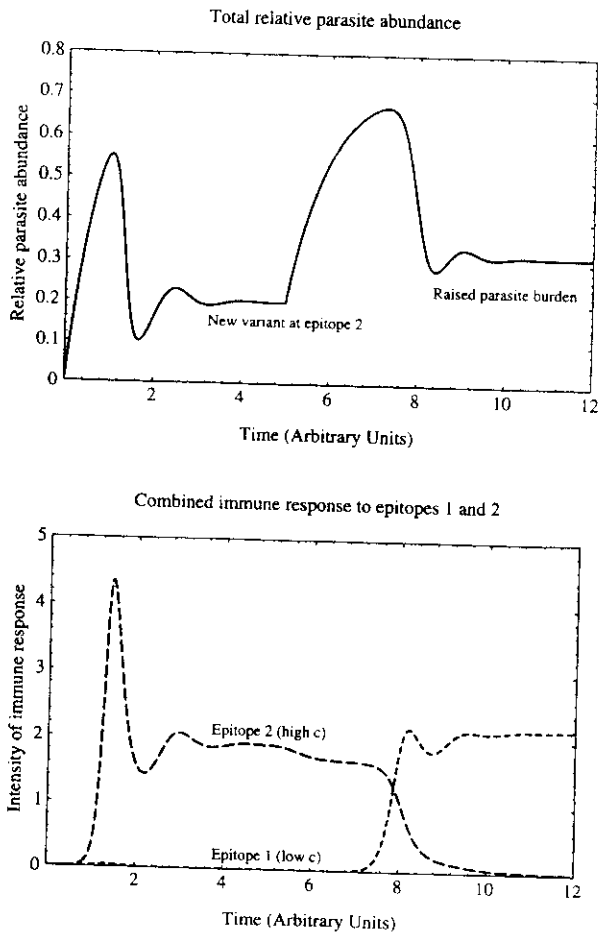 Total relative parasite abundance
0.8
0.7
0.6
0.5
0.4
0.3
0.2
0.1
0
Relative parasite abundance
New variant at epitope 2
Raised parasite burden
2
4
6
8
10
12
Time (Arbitrary Units)
Combined immune response to epitopes 1 and 2
5
4
3
2
1
0
Intensity of immune response
Epitope 2 (high c)
Epitope 1 (low c)
2
4
6
8
10
12
Time (Arbitrary Units)